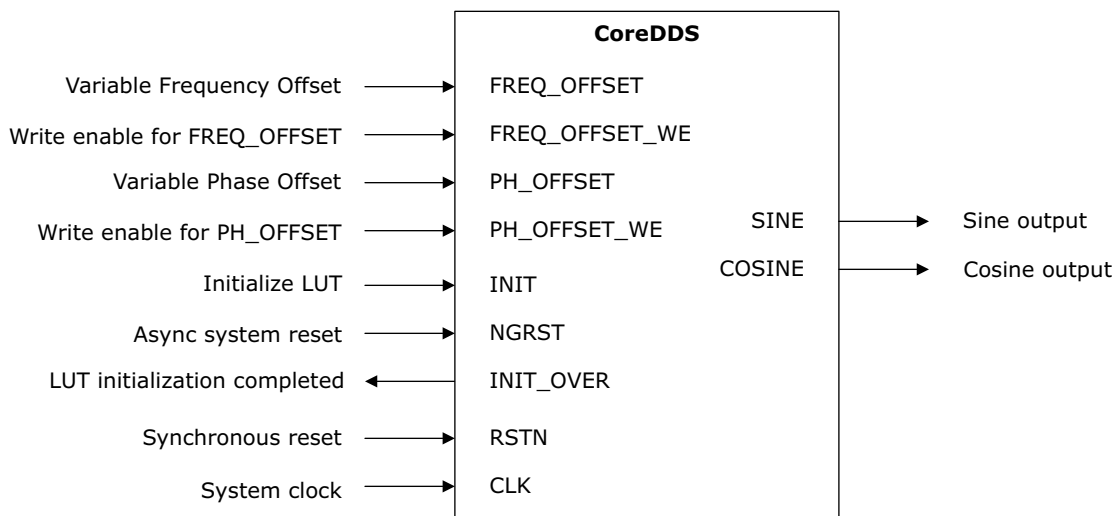 CoreDDS
Variable Frequency Offset FREQ_OFFSET
Write enable for FREQ_OFFSET FREQ_OFFSET_WE
Variable Phase Offset PH_OFFSET
Write enable for PH_OFFSET PH_OFFSET_WE
SINE Sine output
COSINE Cosine output
Initialize LUT INIT
Async system reset NGRST
LUT initialization completed INIT_OVER
Synchronous reset RSTN
System clock CLK